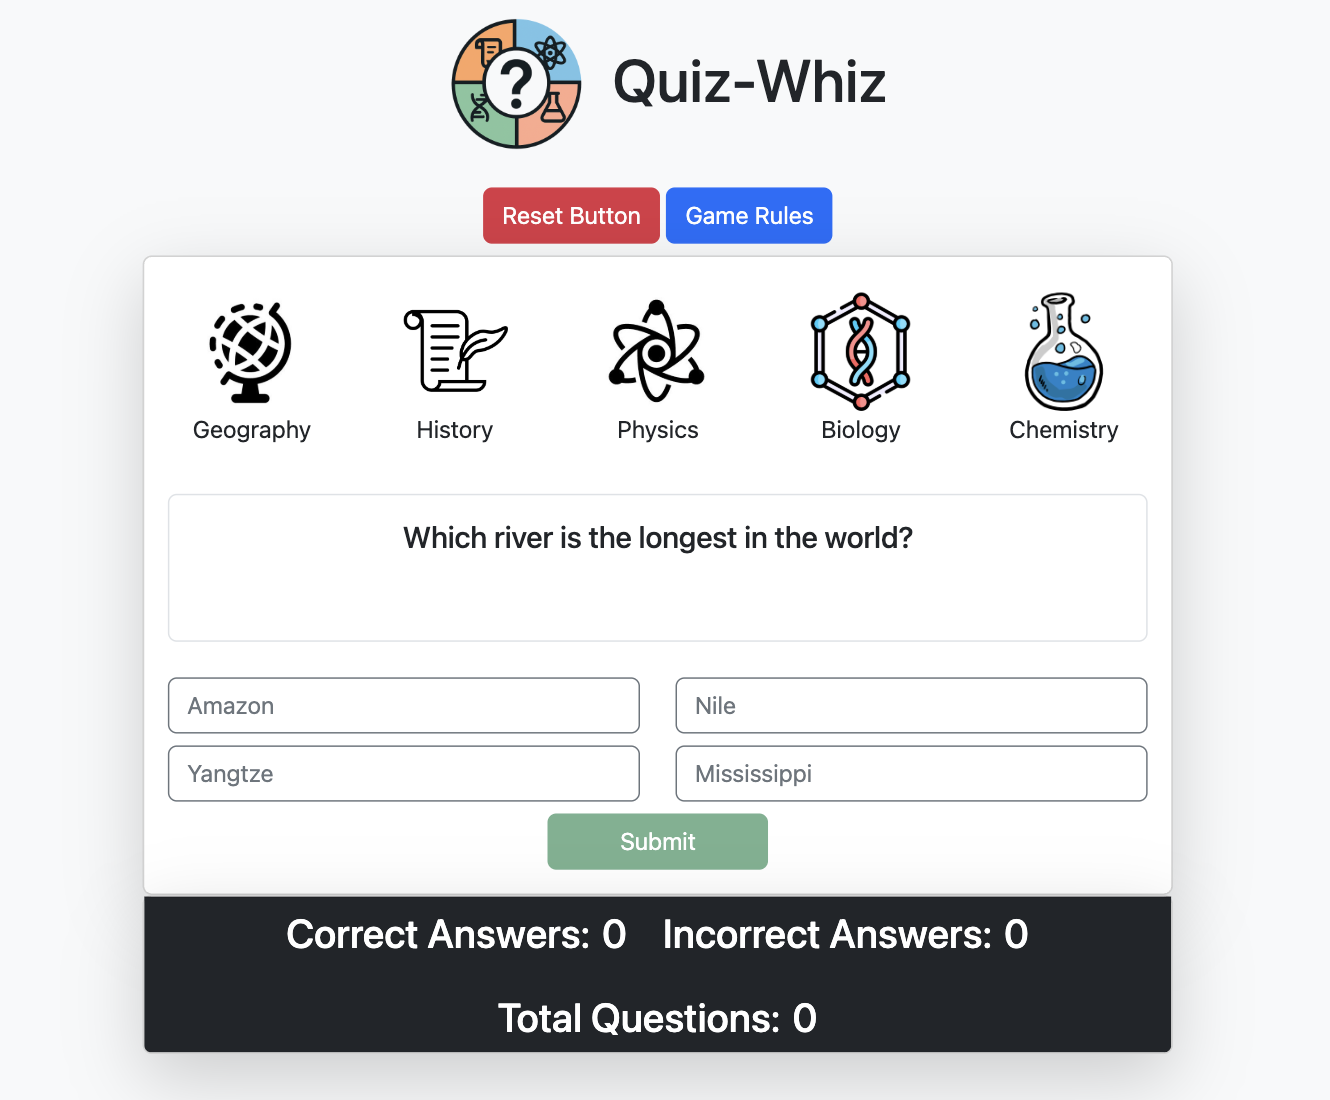 ?
Quiz-Whiz
Reset Button
Game Rules
Geography
History
Physics
Biology
Chemistry
Which river is the longest in the world?
Amazon
Nile
Yangtze
Mississippi
Submit
Correct Answers: 0
Incorrect Answers: 0
Total Questions: 0